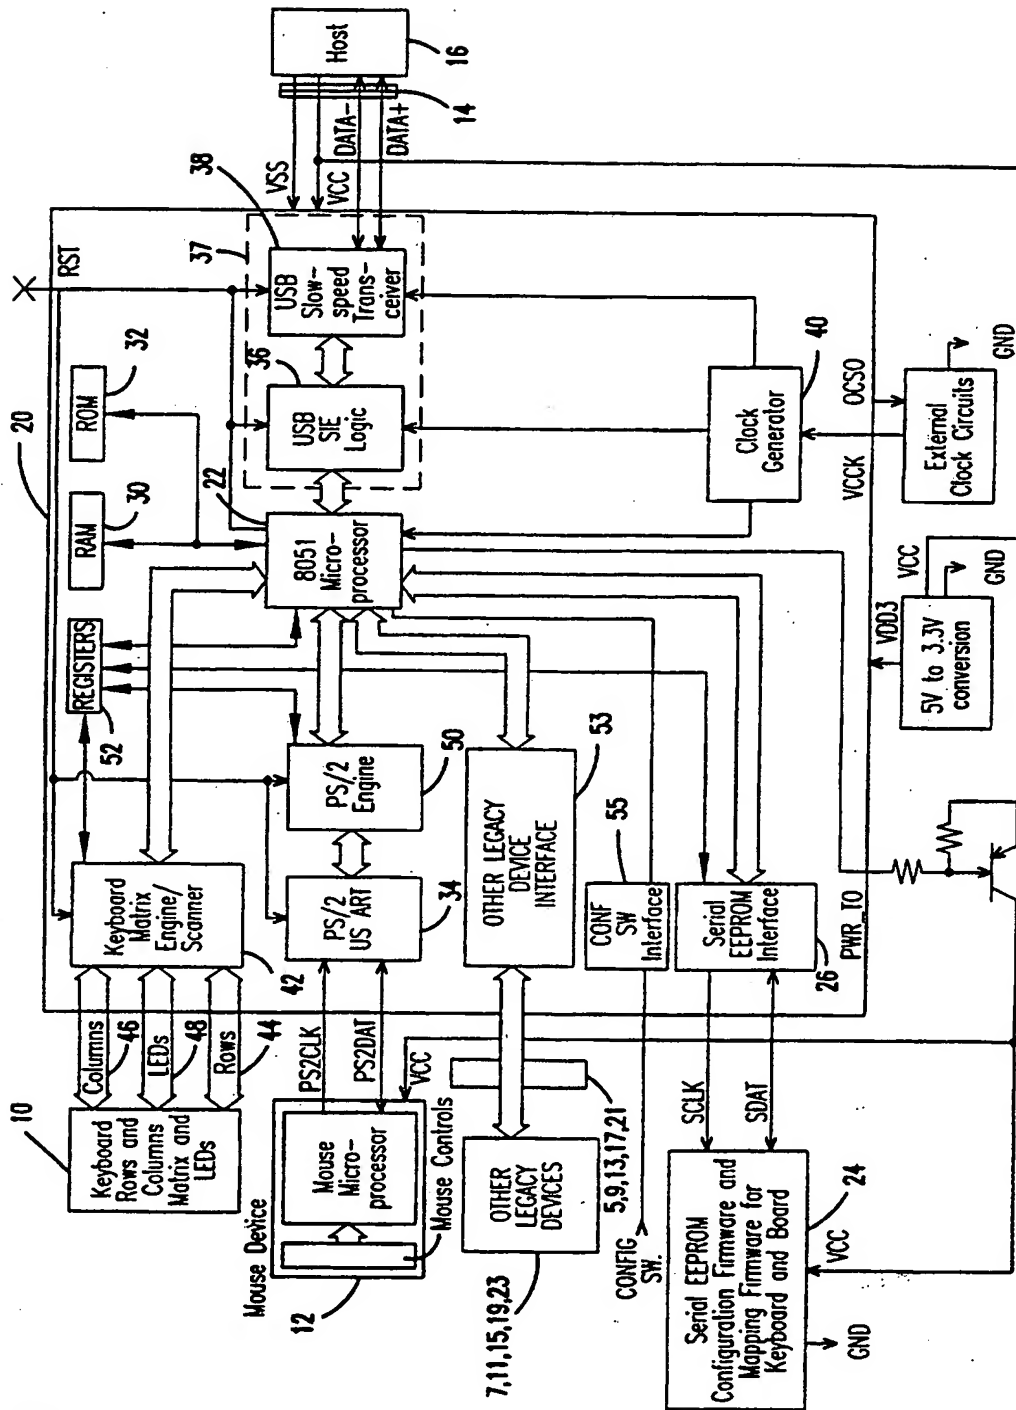 10
Keyboard
Rows and
Columns
Matrix and
LEDs
Columns
46
LEDs
48
Rows
44
Keyboard
Matrix
Engine/
Scanner
42
REGISTERS
52
RAM
30
ROM
32
20
RST
Mouse Device
Mouse
Micro-
processor
Mouse Controls
12
PS2CLK
PS2DAT
VCC
PS/2
US ART
34
PS/2
Engine
50
8051
Micro-
processor
22
USB
SIE
Logic
36
USB
Slow-
speed
Trans-
ceiver
37
38
VSS
VCC
DATA-
DATA+
14
Host
16
OTHER
LEGACY
DEVICES
7,11,15,19,23
5,9,13,17,21
OTHER LEGACY
DEVICE
INTERFACE
53
CONFIG
SW.
CONF
SW
Interface
55
Serial
EEPROM
Interface
26
SCLK
SDAT
Serial EEPROM
Configuration Firmware and
Mapping Firmware for
Keyboard and Board
24
VCC
GND
PWR_TO
Clock
Generator
40
VCCK
OCSO
External
Clock Circuits
GND
VDD3
5V to 3.3V
conversion
VCC
GND